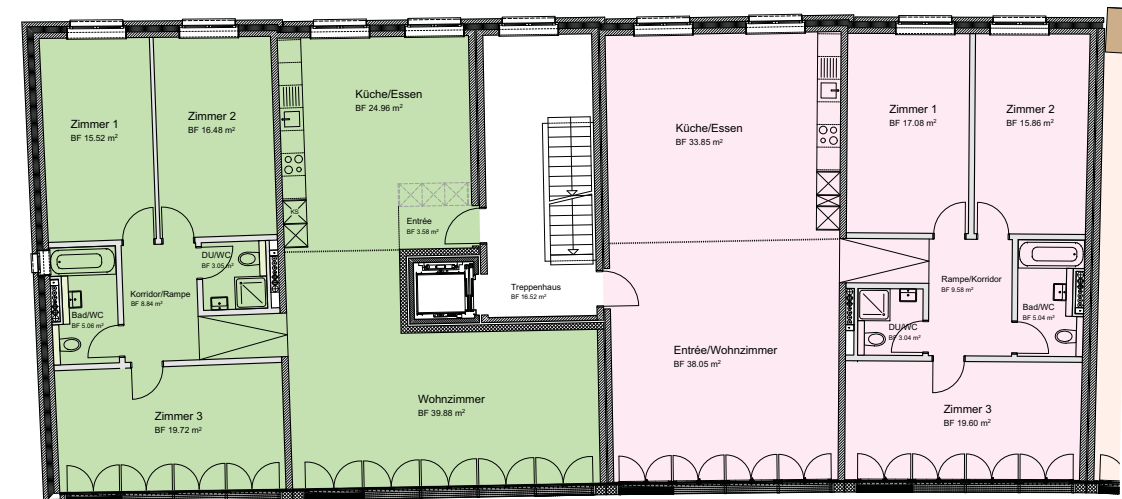 Zimmer 1
BF 15.52 m²
Zimmer 2
BF 16.48 m²
Küche/Essen
BF 24.96 m²
KS
Entrée
BF 3.58 m²
DU/WC
BF 3.05 m²
Korridor/Rampe
BF 8.84 m²
Bad/WC
BF 5.06 m²
Zimmer 3
BF 19.72 m²
Wohnzimmer
BF 39.88 m²
Treppenhaus
BF 16.52 m²
Küche/Essen
BF 33.85 m²
Entrée/Wohnzimmer
BF 38.05 m²
Zimmer 1
BF 17.08 m²
Zimmer 2
BF 15.86 m²
Rampe/Korridor
BF 9.58 m²
Bad/WC
BF 5.04 m²
DU/WC
BF 3.04 m²
Zimmer 3
BF 19.60 m²